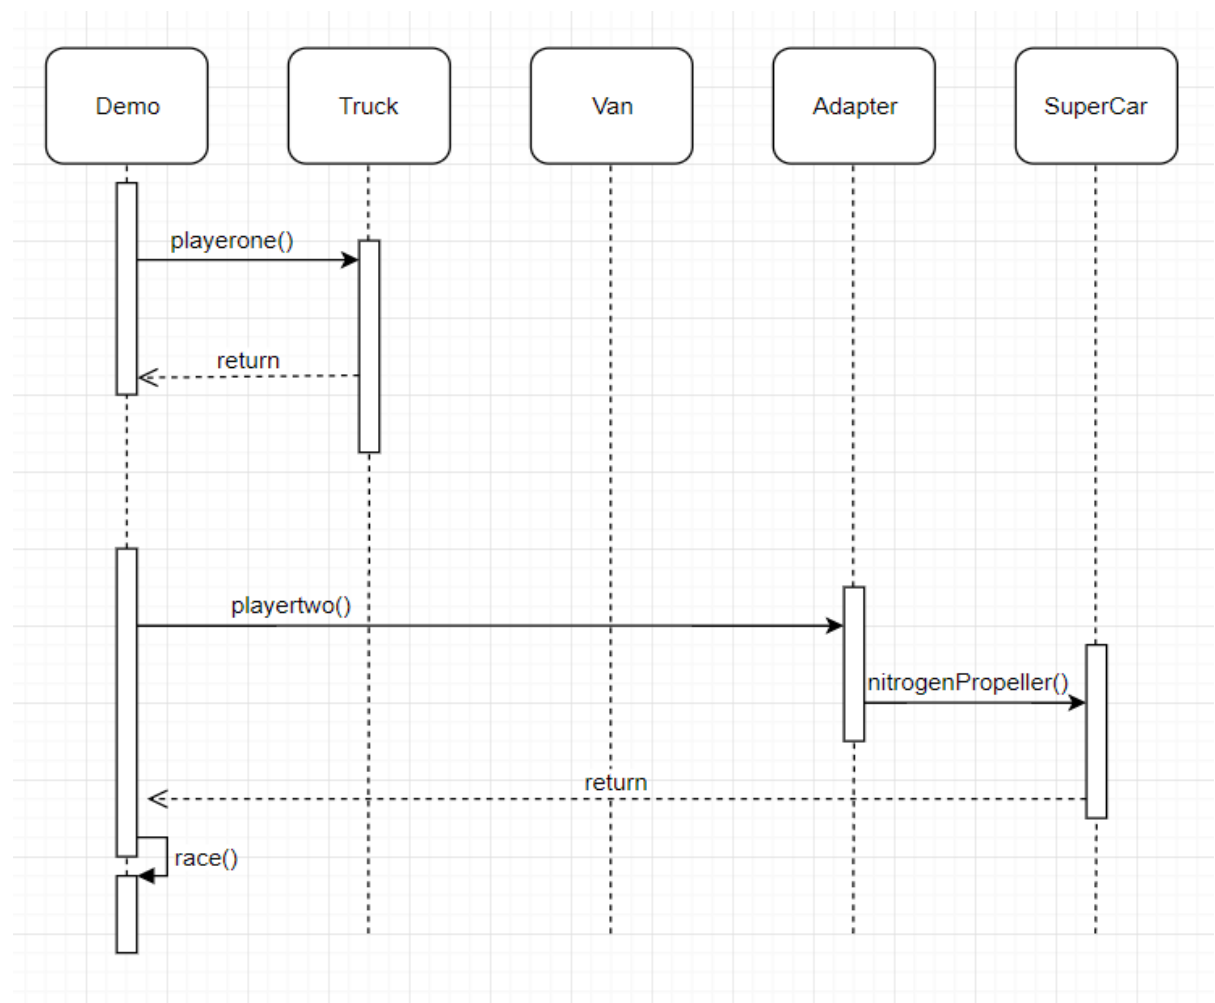 Demo
Truck
Van
Adapter
SuperCar
playerone()
return
playertwo()
nitrogenPropeller()
return
race()